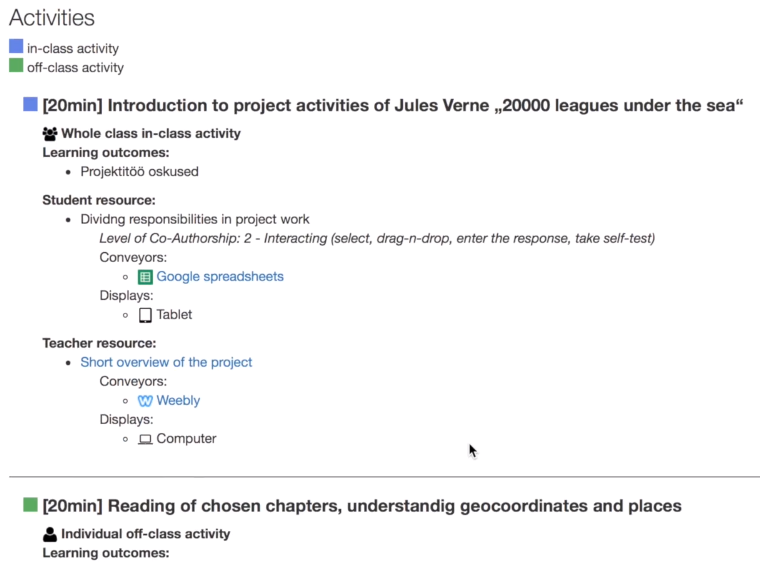 Activities
in-class activity
off-class activity
[20min] Introduction to project activities of Jules Verne „20000 leagues under the sea“
Whole class in-class activity
Learning outcomes:
Projektitöö oskused
Student resource:
Dividng responsibilities in project work
Level of Co-Authorship: 2 - Interacting (select, drag-n-drop, enter the response, take self-test)
Conveyors:
Google spreadsheets
Displays:
Tablet
Teacher resource:
Short overview of the project
Conveyors:
Weebly
Displays:
Computer
[20min] Reading of chosen chapters, understandig geocoordinates and places
Individual off-class activity
Learning outcomes: